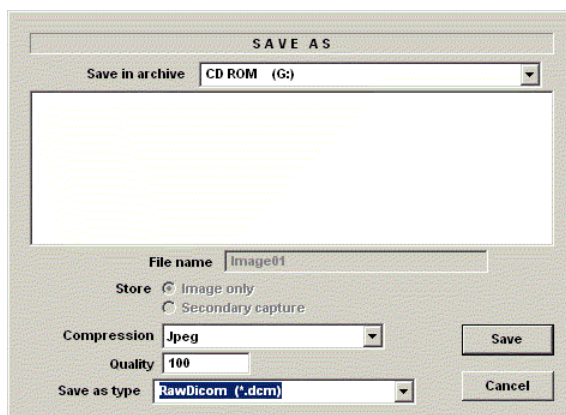 SAVE AS
Save in archive CD ROM (G:)
File name Image01
Store Image only
Secondary capture
Compression Jpeg
Save
Quality 100
Save as type RawDicom (*.dcm)
Cancel